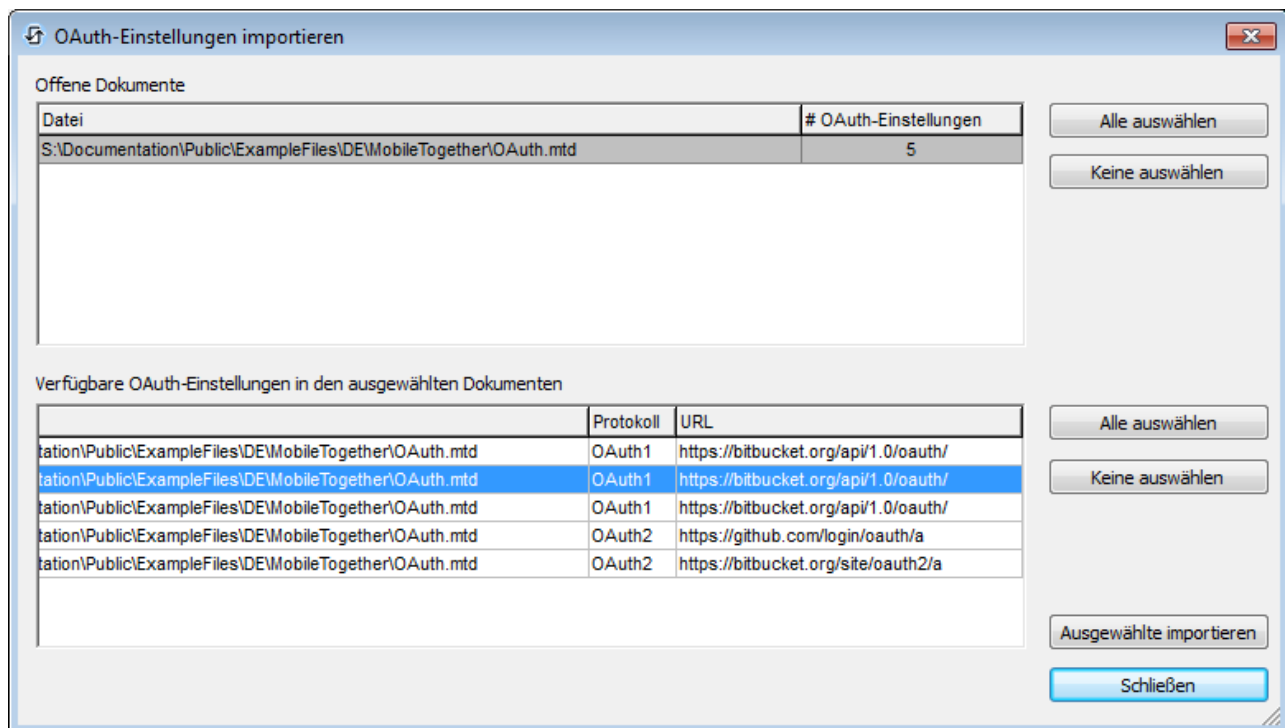 OAuth-Einstellungen importieren
Offene Dokumente
Datei # OAuth-Einstellungen
S:\Documentation\Public\ExampleFiles\DE\MobileTogether\OAuth.mtd 5
Alle auswählen
Keine auswählen
Verfügbare OAuth-Einstellungen in den ausgewählten Dokumenten
Protokoll URL
tation\Public\ExampleFiles\DE\MobileTogether\OAuth.mtd OAuth1 https://bitbucket.org/api/1.0/oauth/
tation\Public\ExampleFiles\DE\MobileTogether\OAuth.mtd OAuth1 https://bitbucket.org/api/1.0/oauth/
tation\Public\ExampleFiles\DE\MobileTogether\OAuth.mtd OAuth1 https://bitbucket.org/api/1.0/oauth/
tation\Public\ExampleFiles\DE\MobileTogether\OAuth.mtd OAuth2 https://github.com/login/oauth/a
tation\Public\ExampleFiles\DE\MobileTogether\OAuth.mtd OAuth2 https://bitbucket.org/site/oauth2/a
Alle auswählen
Keine auswählen
Ausgewählte importieren
Schließen